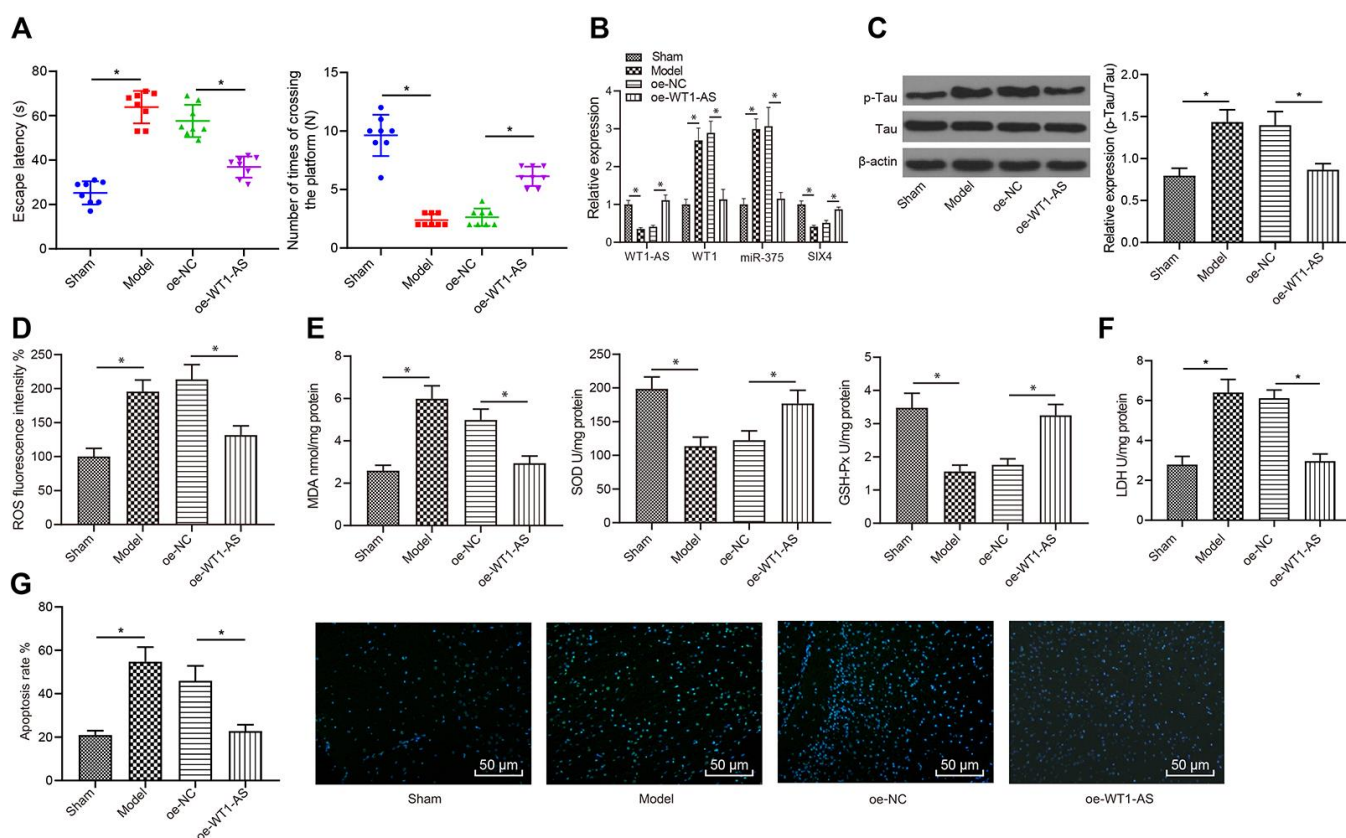 A
Escape latency (s)
80
60
40
20
0
Sham
Model
oe-NC
oe-WT1-AS
*
*
Number of times of crossing
the platform (N)
15
10
5
0
Sham
Model
oe-NC
oe-WT1-AS
*
*
B
Sham
Model
oe-NC
oe-WT1-AS
Relative expression
4
3
2
1
0
* * * *
* * * *
WT1-AS WT1 miR-375 SIX4
C
p-Tau
Tau
β-actin
Sham
Model
oe-NC
oe-WT1-AS
Relative expression (p-Tau/Tau)
2.0
1.5
1.0
0.5
0.0
Sham
Model
oe-NC
oe-WT1-AS
*
*
D
ROS fluorescence intensity %
250
200
150
100
50
0
Sham
Model
oe-NC
oe-WT1-AS
*
*
E
MDA nmol/mg protein
8
6
4
2
0
Sham
Model
oe-NC
oe-WT1-AS
*
*
SOD U/mg protein
250
200
150
100
50
0
Sham
Model
oe-NC
oe-WT1-AS
*
*
GSH-Px U/mg protein
5
4
3
2
1
0
Sham
Model
oe-NC
oe-WT1-AS
*
*
F
LDH U/mg protein
8
6
4
2
0
Sham
Model
oe-NC
oe-WT1-AS
*
*
G
Apoptosis rate %
80
60
40
20
0
Sham
Model
oe-NC
oe-WT1-AS
*
*
50 µm
Sham
50 µm
Model
50 µm
oe-NC
50 µm
oe-WT1-AS